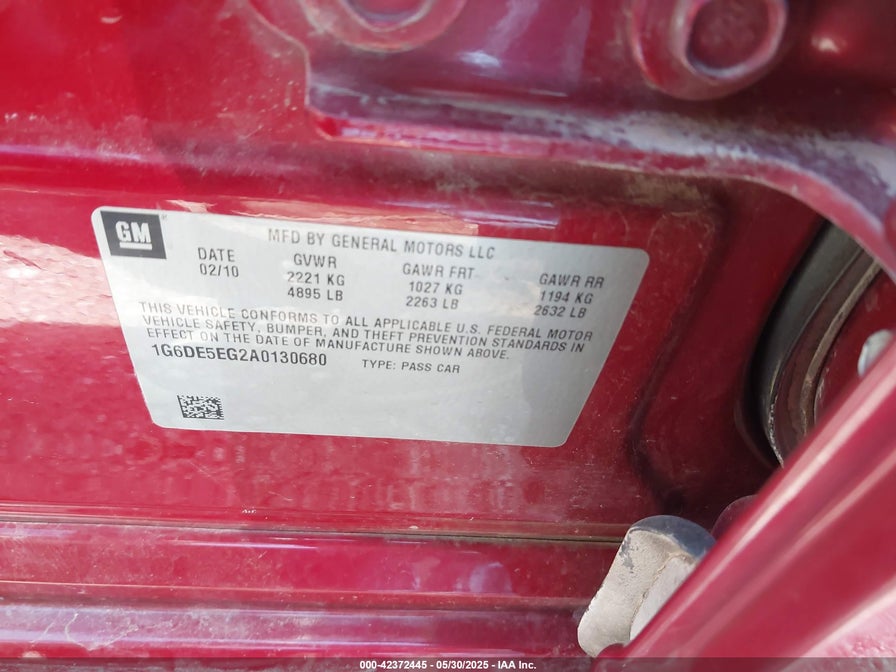 GM
MFD BY GENERAL MOTORS LLC
DATE GVWR GAWR FRT GAWR RR
02/10 2221 KG 1027 KG 1194 KG
4895 LB 2263 LB 2632 LB
THIS VEHICLE CONFORMS TO ALL APPLICABLE U.S. FEDERAL MOTOR
VEHICLE SAFETY, BUMPER, AND THEFT PREVENTION STANDARDS IN
EFFECT ON THE DATE OF MANUFACTURE SHOWN ABOVE.
1G6DE5EG2A0130680 TYPE: PASS CAR
000-42372445 - 05/30/2025 - IAA Inc.